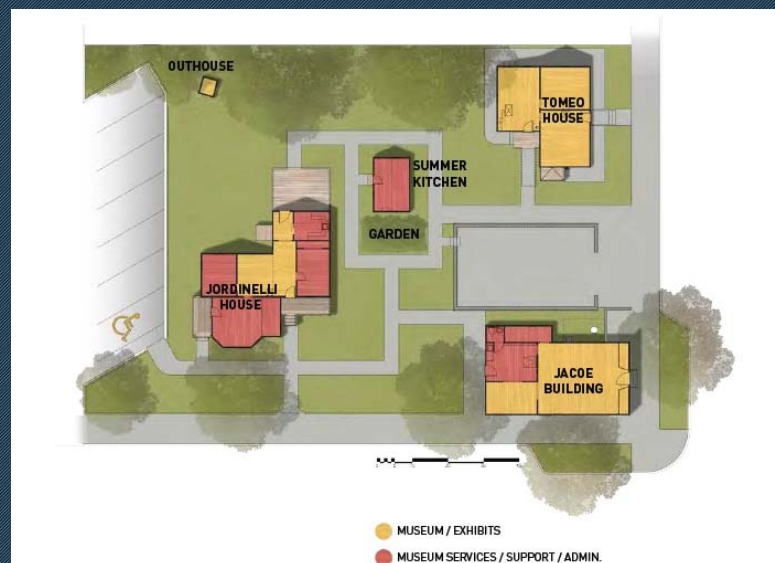 OUTHOUSE
TOMEO
HOUSE
SUMMER
KITCHEN
GARDEN
JORDINELLI
HOUSE
JACOE
BUILDING
MUSEUM / EXHIBITS
MUSEUM SERVICES / SUPPORT / ADMIN.